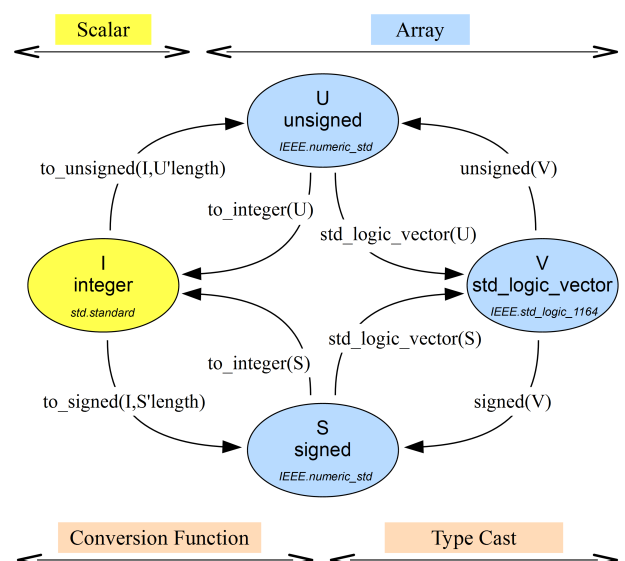 Scalar
Array
U
unsigned
IEEE.numeric_std
to_unsigned(I,U'length)
unsigned(V)
to_integer(U)
std_logic_vector(U)
I
integer
std.standard
V
std_logic_vector
IEEE.std_logic_1164
std_logic_vector(S)
to_integer(S)
to_signed(I,S'length)
signed(V)
S
signed
IEEE.numeric_std
Conversion Function
Type Cast